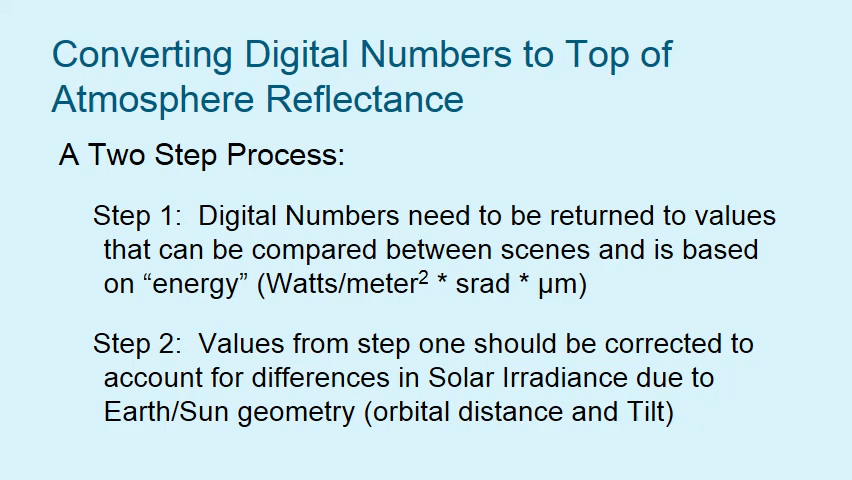 Converting Digital Numbers to Top of
Atmosphere Reflectance
A Two Step Process:
Step 1:  Digital Numbers need to be returned to values
that can be compared between scenes and is based
on “energy” (Watts/meter² * srad * µm)
Step 2:  Values from step one should be corrected to
account for differences in Solar Irradiance due to
Earth/Sun geometry (orbital distance and Tilt)